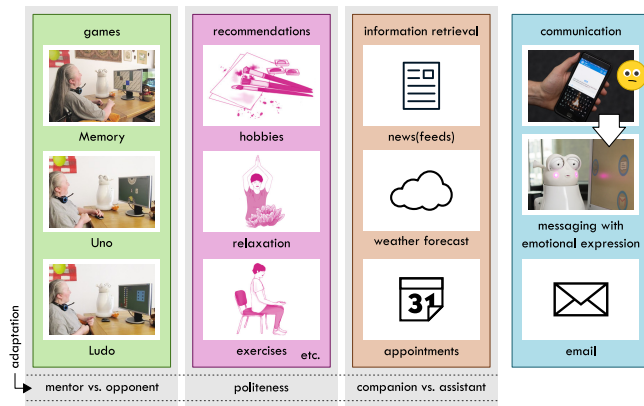 games
Memory
Uno
Ludo
recommendations
hobbies
relaxation
exercises
etc.
information retrieval
news(feeds)
weather forecast
31
appointments
communication
messaging with
emotional expression
email
adaptation
mentor vs. opponent
politeness
companion vs. assistant